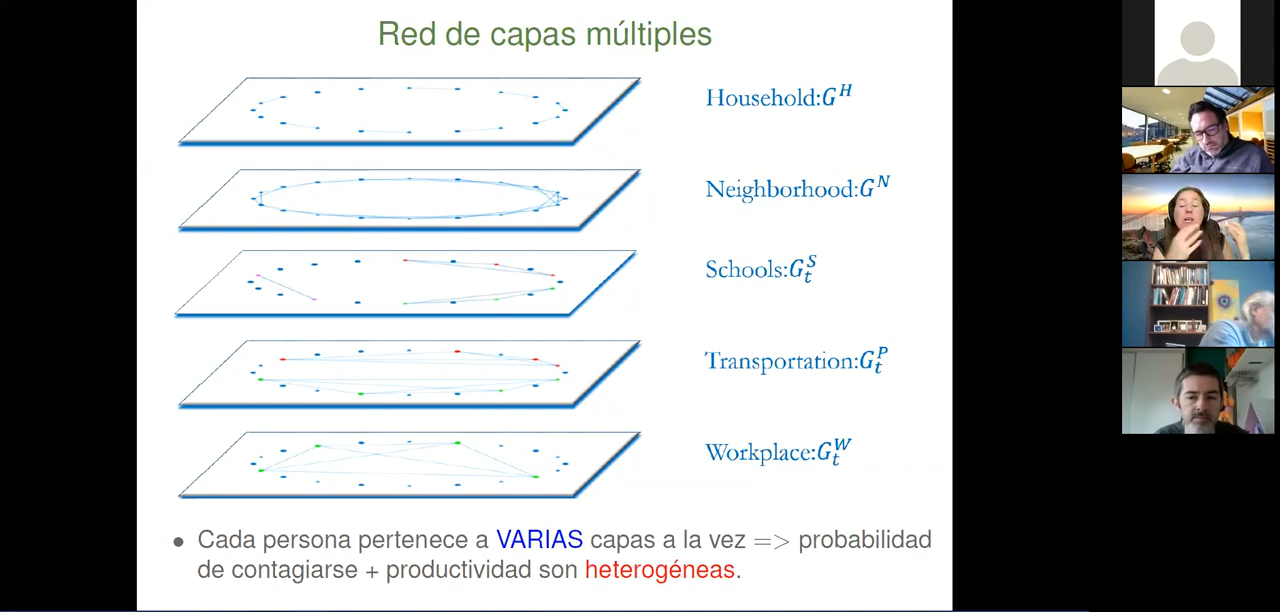 Red de capas múltiples
Household:G^H
Neighborhood:G^N
Schools:G_t^S
Transportation:G_t^P
Workplace:G_t^W
• Cada persona pertenece a VARIAS capas a la vez => probabilidad
de contagiarse + productividad son heterogéneas.